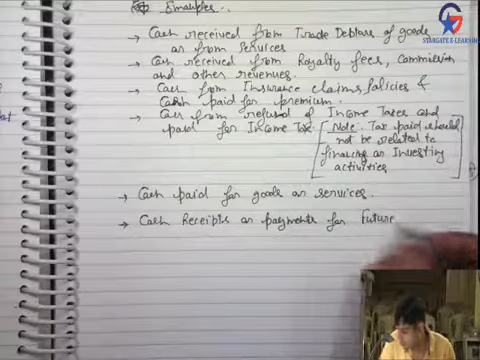 Examples.
→ Cash received from Trade Debtors of goods
or from services
→ Cash received from Royalty fees, Commission
and other revenues.
→ Cash from Insurance claims, Policies &
Cash paid for premium.
→ Cash from refund of Income Taxes and
paid for Income Tax. [Note: Tax paid should
not be related to
financing or Investing
activities]
→ Cash paid for goods or services.
→ Cash Receipts or payments for Future
STARGATE E-LEARNING